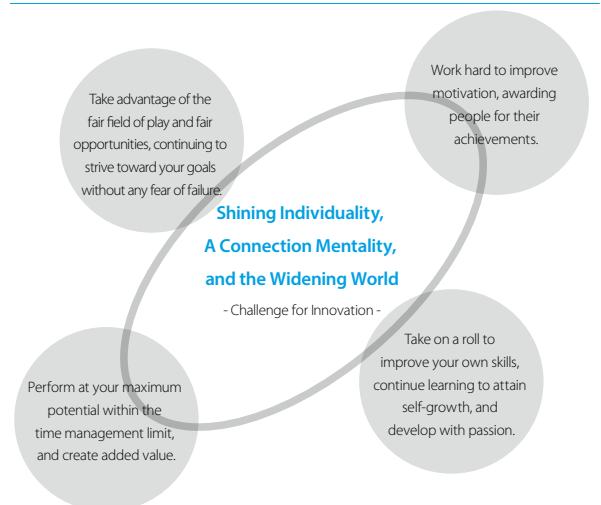 Work hard to improve
motivation, awarding
people for their
achievements.
Take advantage of the
fair field of play and fair
opportunities, continuing to
strive toward your goals
without any fear of failure.
Shining Individuality,
A Connection Mentality,
and the Widening World
- Challenge for Innovation -
Take on a roll to
improve your own skills,
continue learning to attain
self-growth, and
develop with passion.
Perform at your maximum
potential within the
time management limit,
and create added value.